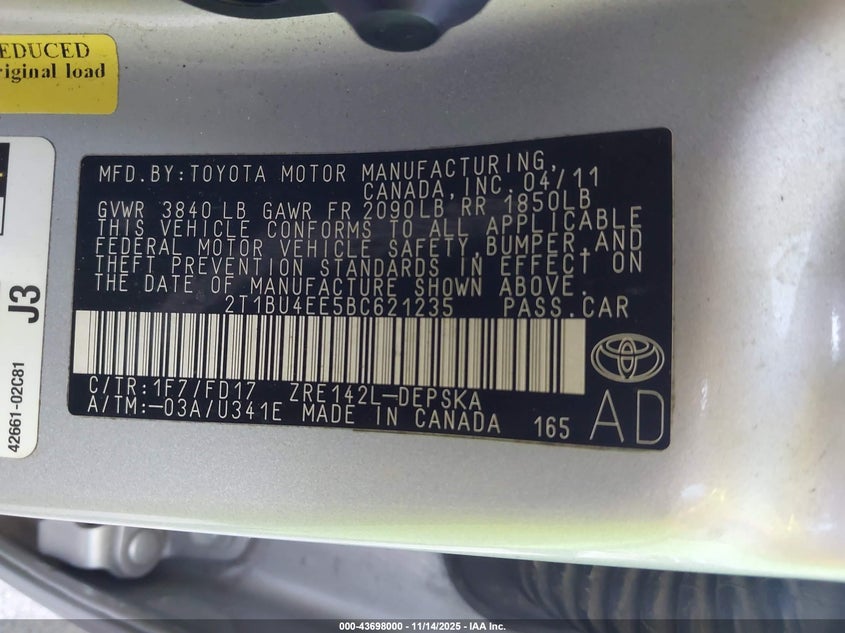 EDUCED
riginal load
J3
42661-02C81
MFD.BY:TOYOTA MOTOR MANUFACTURING,
CANADA, INC. 04/11
GVWR 3840 LB GAWR FR 2090LB RR 1850LB
THIS VEHICLE CONFORMS TO ALL APPLICABLE
FEDERAL MOTOR VEHICLE SAFETY, BUMPER, AND
THEFT PREVENTION STANDARDS IN EFFECT ON
THE DATE OF MANUFACTURE SHOWN ABOVE.
2T1BU4EE5BC621235 PASS.CAR
C/TR:1F7/FD17 ZRE142L-DEPSKA
A/TM:-03A/U341E MADE IN CANADA 165 AD
000-43698000 - 11/14/2025 - IAA Inc.